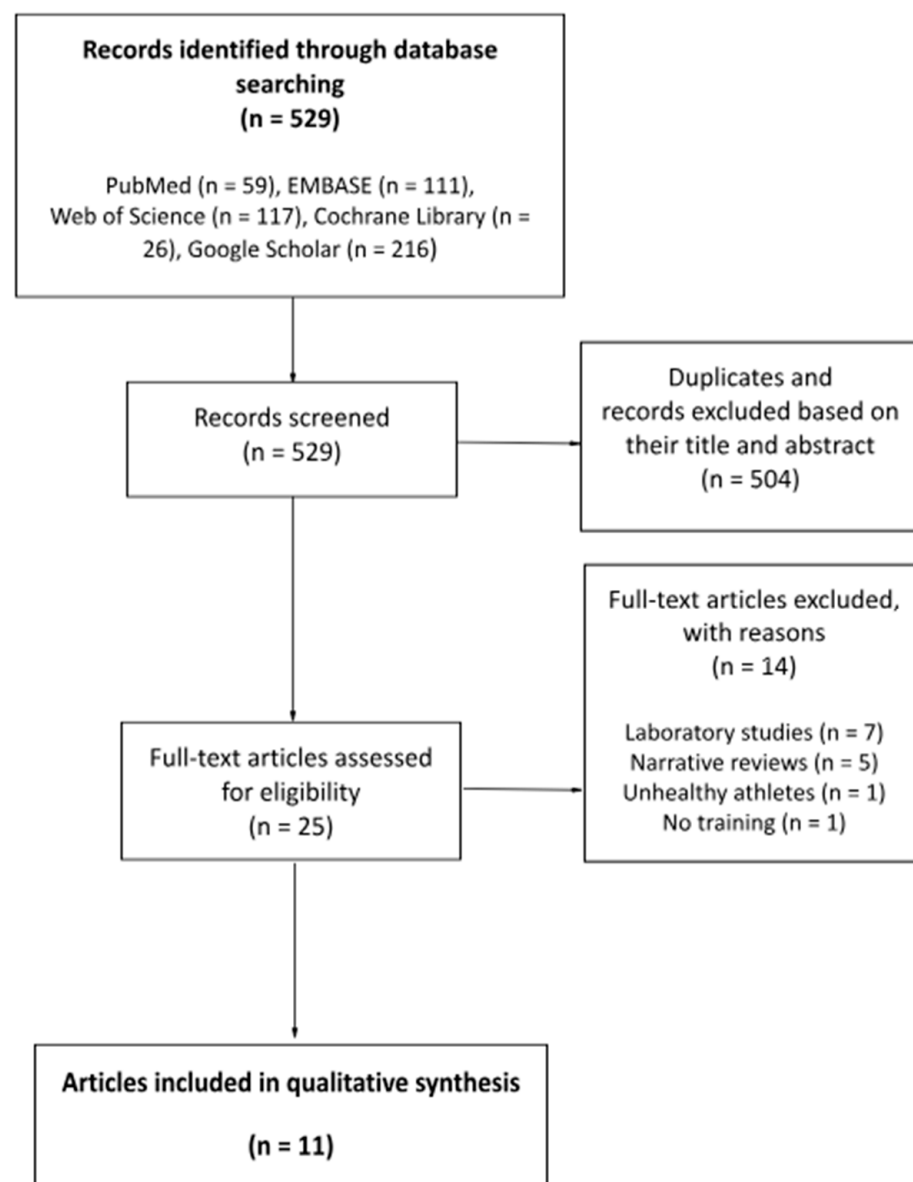 Records identified through database
searching
(n = 529)
PubMed (n = 59), EMBASE (n = 111),
Web of Science (n = 117), Cochrane Library (n =
26), Google Scholar (n = 216)
Records screened
(n = 529)
Duplicates and
records excluded based on
their title and abstract
(n = 504)
Full-text articles excluded,
with reasons
(n = 14)
Laboratory studies (n = 7)
Narrative reviews (n = 5)
Unhealthy athletes (n = 1)
No training (n = 1)
Full-text articles assessed
for eligibility
(n = 25)
Articles included in qualitative synthesis
(n = 11)